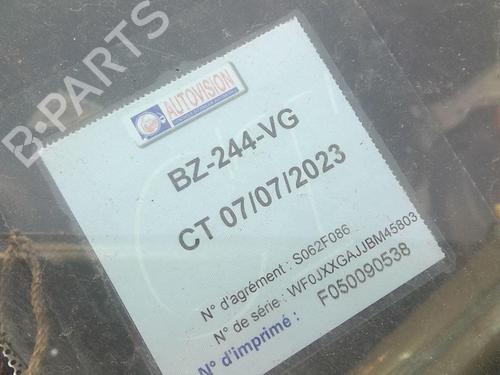 B-PARTS
AUTOVISION
BZ-244-VG
CT 07/07/2023
N° d'agrément : S062F086
N° de série : WF0JXXGAJJBM45803
N° d'imprimé : F050090538